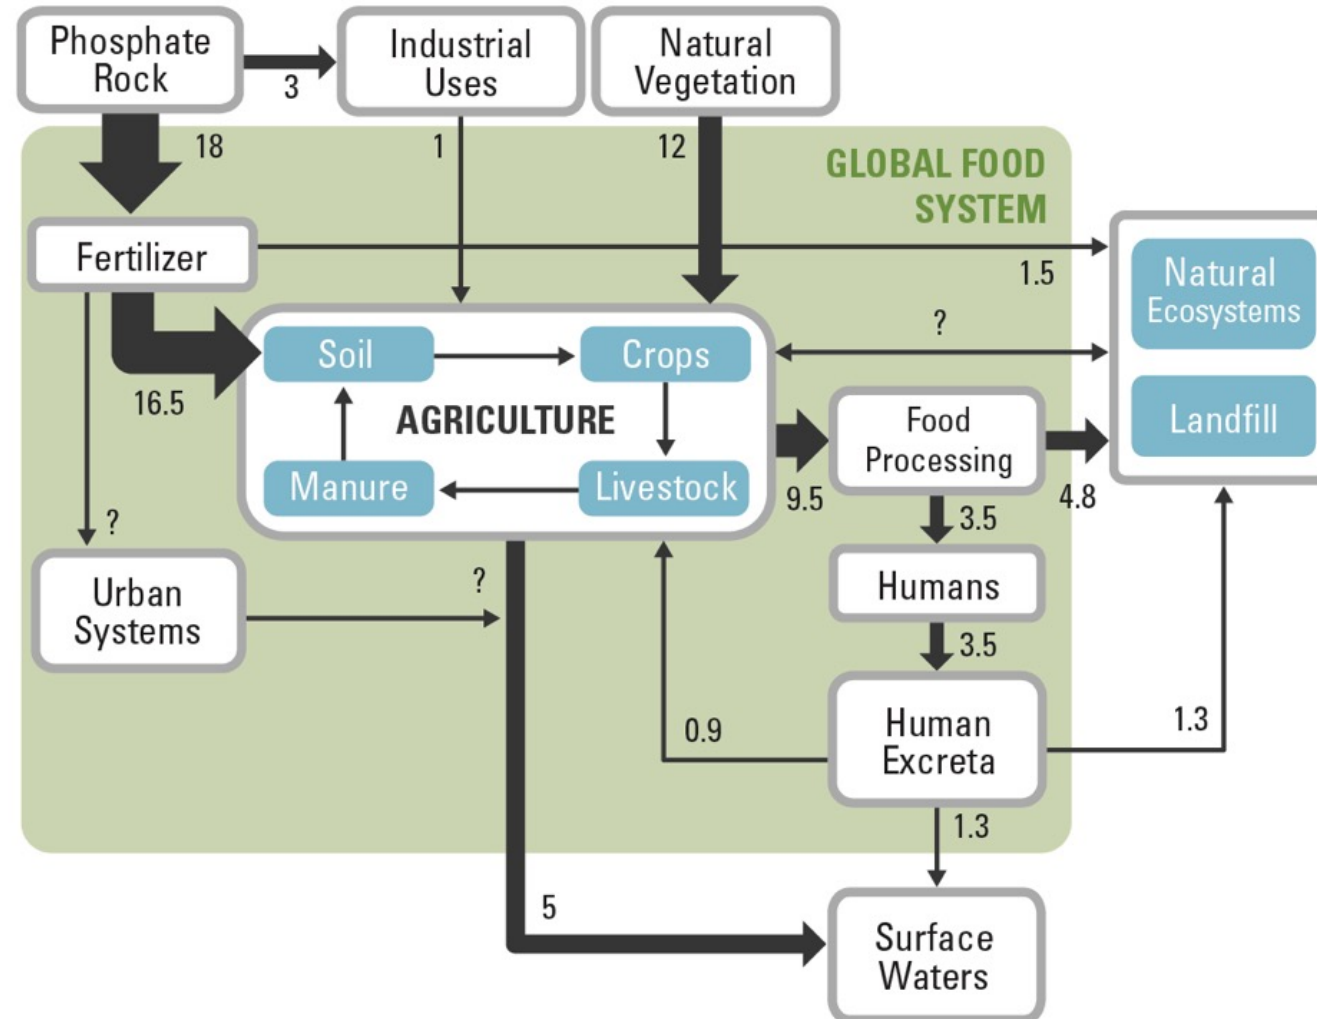 Phosphate
Rock
3
Industrial
Uses
Natural
Vegetation
18
1
12
GLOBAL FOOD
SYSTEM
Fertilizer
1.5
Natural
Ecosystems
Landfill
?
16.5
Soil
Crops
AGRICULTURE
Manure
Livestock
9.5
Food
Processing
4.8
3.5
?
Urban
Systems
?
Humans
3.5
0.9
Human
Excreta
1.3
1.3
5
Surface
Waters